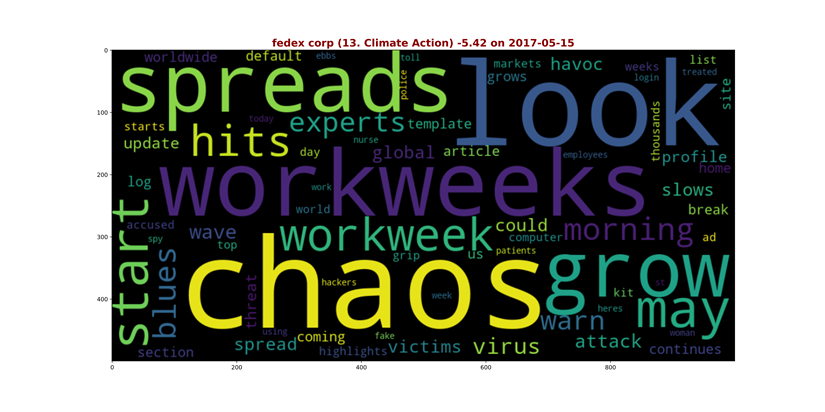 fedex corp (13. Climate Action) -5.42 on 2017-05-15
0
worldwide default ebbs toll markets havoc weeks list
spreads look grows login treated
police site
100
today experts template thousands
starts hits nurse
update day global article employees profile
200
log workweeks work home
slows
world break
accused wave workweek could morning
300
spy top computer ad
grip us patients
start blues chaos grow
threat hackers week kit st
400
heres may
using fake warn woman
coming attack
section spread highlights victims virus continues
0 200 400 600 800